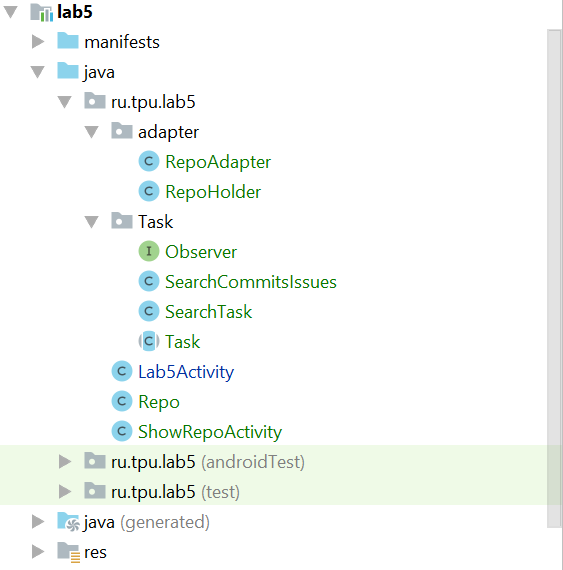 lab5
manifests
java
ru.tpu.lab5
adapter
C RepoAdapter
C RepoHolder
Task
I Observer
C SearchCommitsIssues
C SearchTask
C Task
C Lab5Activity
C Repo
C ShowRepoActivity
ru.tpu.lab5 (androidTest)
ru.tpu.lab5 (test)
java (generated)
res